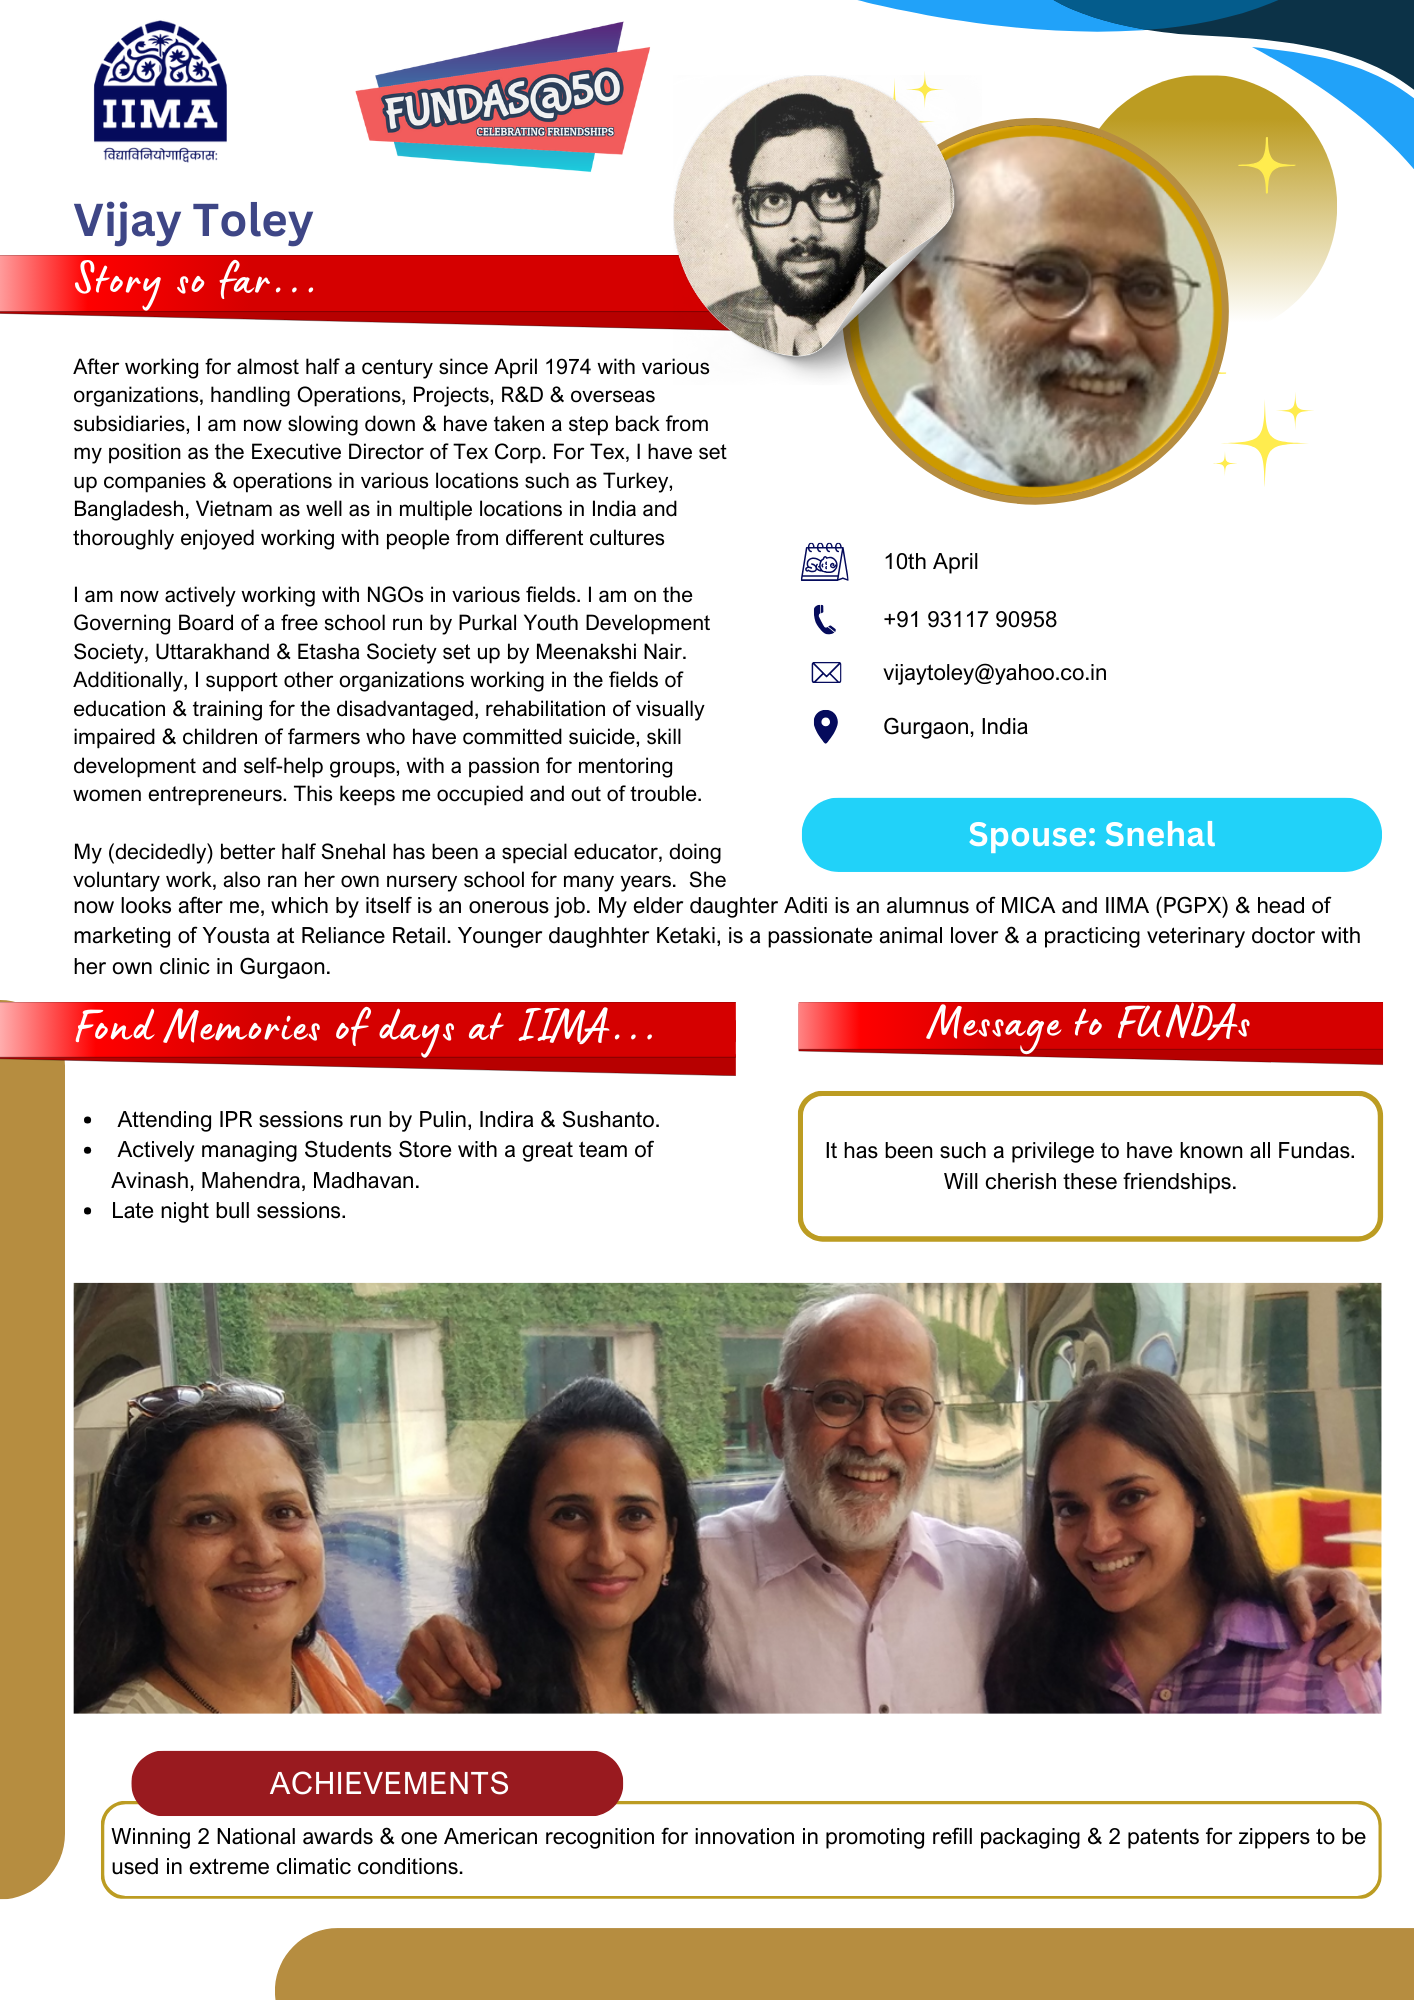 IIMA
विद्याविनियोगाद्विकास:
FUNDAS@50
CELEBRATING FRIENDSHIPS
Vijay Toley
Story so far...
After working for almost half a century since April 1974 with various
organizations, handling Operations, Projects, R&D & overseas
subsidiaries, I am now slowing down & have taken a step back from
my position as the Executive Director of Tex Corp. For Tex, I have set
up companies & operations in various locations such as Turkey,
Bangladesh, Vietnam as well as in multiple locations in India and
thoroughly enjoyed working with people from different cultures
I am now actively working with NGOs in various fields. I am on the
Governing Board of a free school run by Purkal Youth Development
Society, Uttarakhand & Etasha Society set up by Meenakshi Nair.
Additionally, I support other organizations working in the fields of
education & training for the disadvantaged, rehabilitation of visually
impaired & children of farmers who have committed suicide, skill
development and self-help groups, with a passion for mentoring
women entrepreneurs. This keeps me occupied and out of trouble.
My (decidedly) better half Snehal has been a special educator, doing
voluntary work, also ran her own nursery school for many years.  She
now looks after me, which by itself is an onerous job. My elder daughter Aditi is an alumnus of MICA and IIMA (PGPX) & head of
marketing of Yousta at Reliance Retail. Younger daughhter Ketaki, is a passionate animal lover & a practicing veterinary doctor with
her own clinic in Gurgaon.
10th April
+91 93117 90958
vijaytoley@yahoo.co.in
Gurgaon, India
Spouse: Snehal
Fond Memories of days at IIMA...
• Attending IPR sessions run by Pulin, Indira & Sushanto.
• Actively managing Students Store with a great team of
Avinash, Mahendra, Madhavan.
• Late night bull sessions.
Message to FUNDAs
It has been such a privilege to have known all Fundas.
Will cherish these friendships.
ACHIEVEMENTS
Winning 2 National awards & one American recognition for innovation in promoting refill packaging & 2 patents for zippers to be
used in extreme climatic conditions.